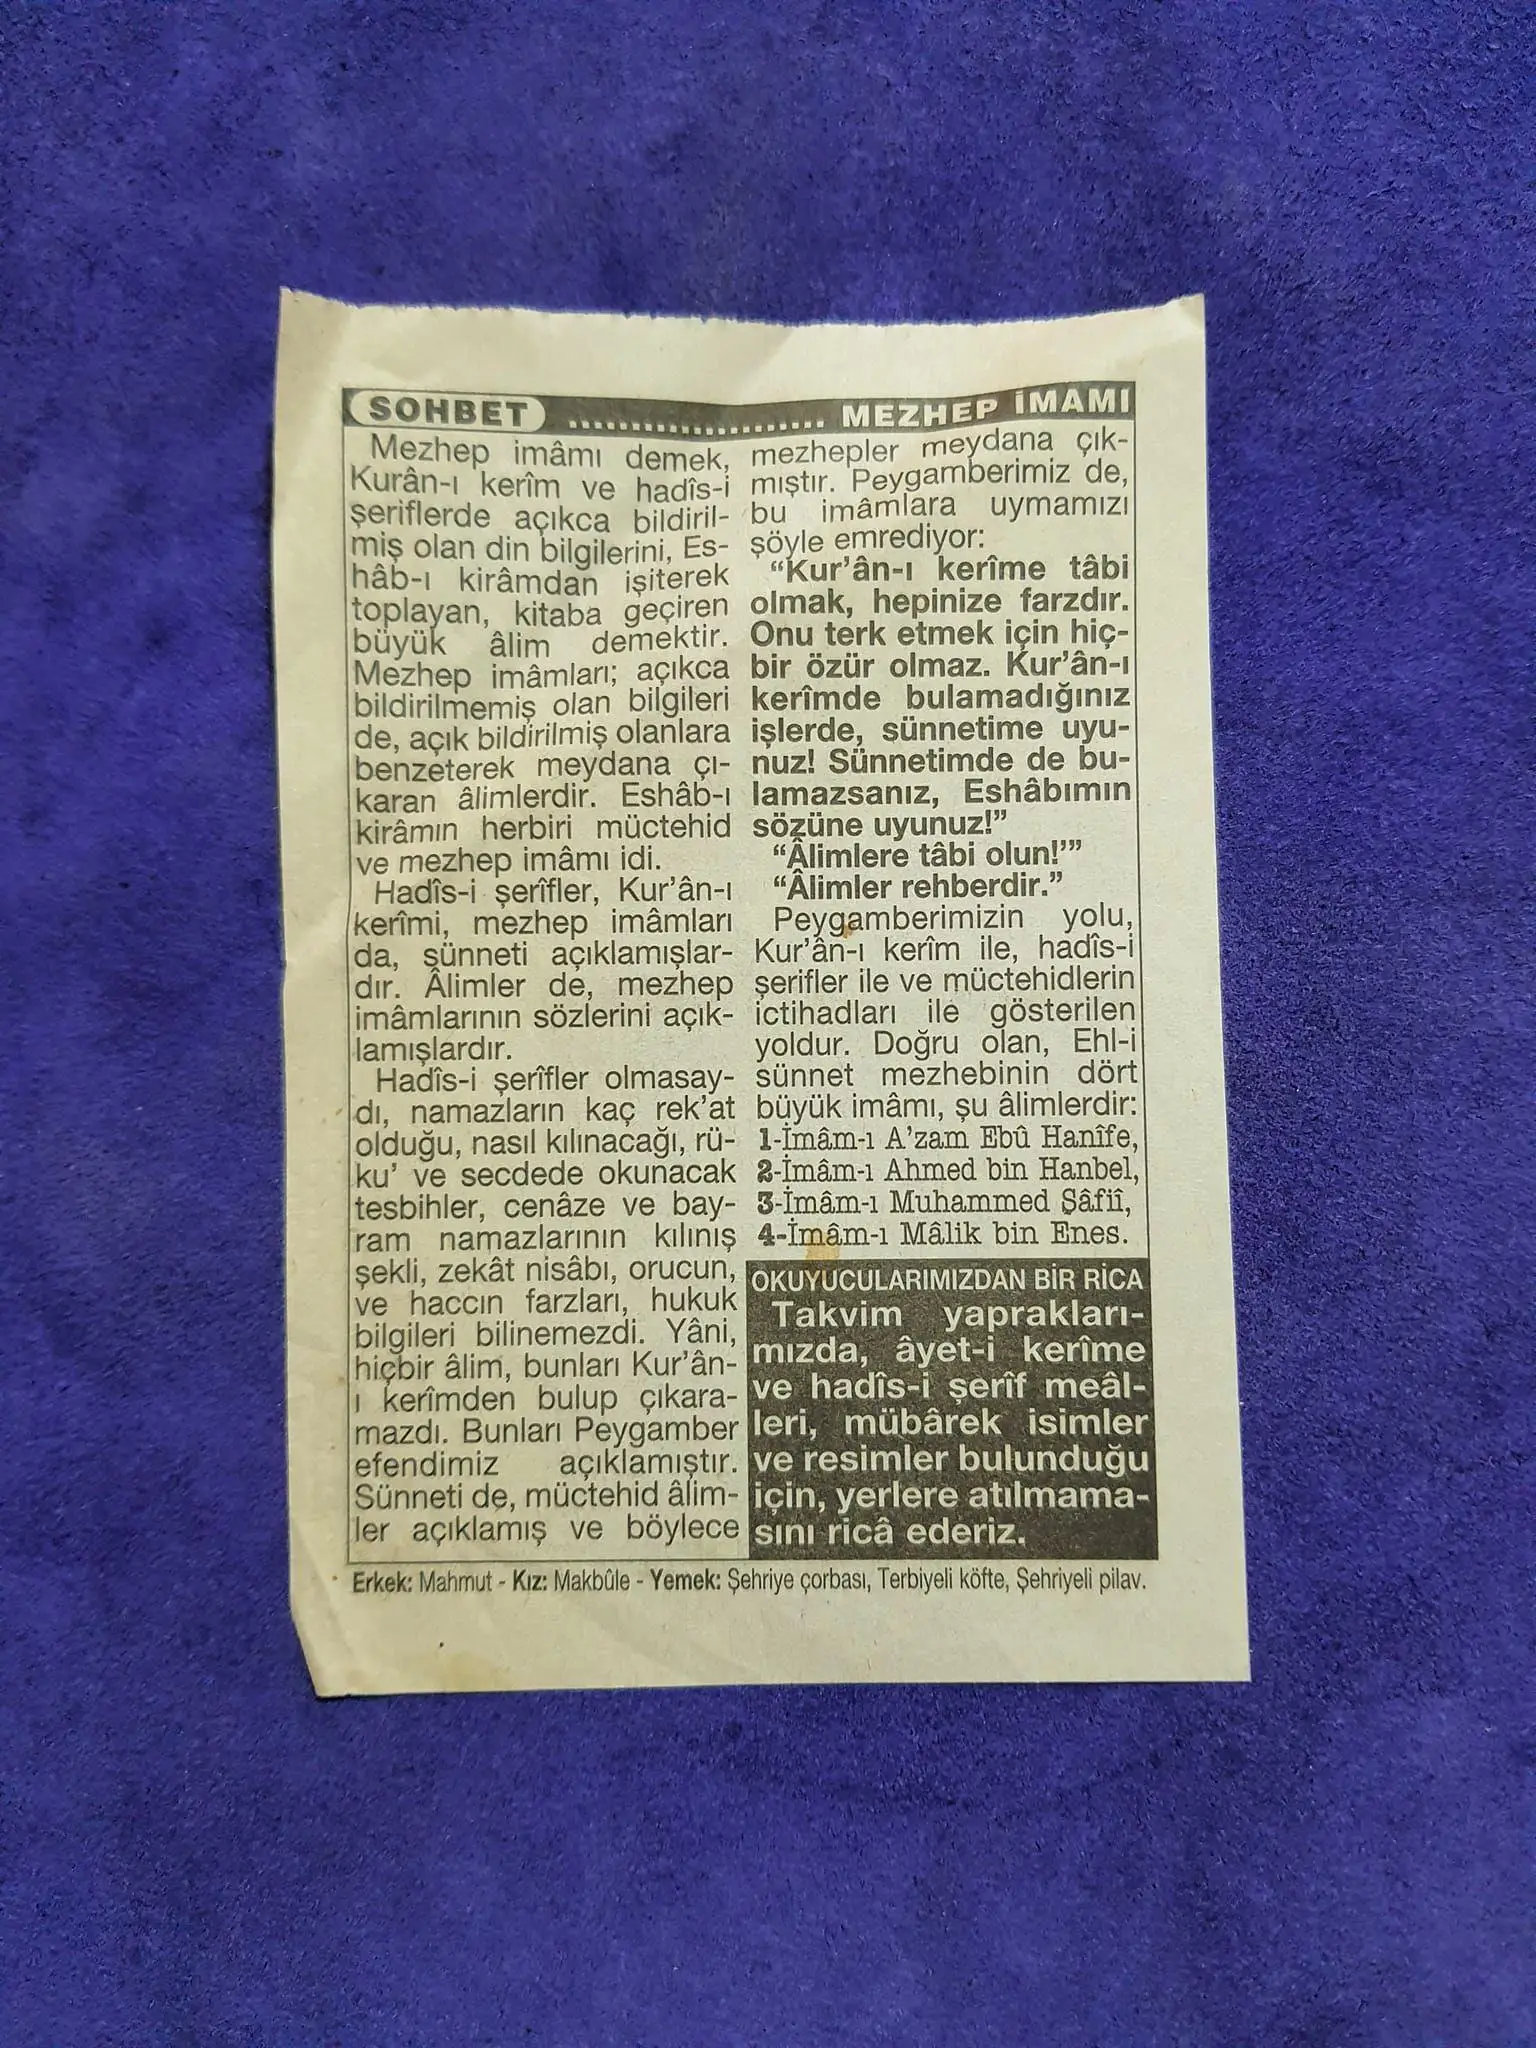 SOHBET ........................ MEZHEP İMAMI
Mezhep imâmı demek,
Kurân-ı kerîm ve hadîs-i
şeriflerde açıkca bildiril-
miş olan din bilgilerini, Es-
hâb-ı kirâmdan işiterek
toplayan, kitaba geçiren
büyük âlim demektir.
Mezhep imâmları; açıkca
bildirilmemiş olan bilgileri
de, açık bildirilmiş olanlara
benzeterek meydana çı-
karan âlimlerdir. Eshâb-ı
kirâmın herbiri müctehid
ve mezhep imâmı idi.
Hadîs-i şerîfler, Kur’ân-ı
kerîmi, mezhep imâmları
da, sünneti açıklamışlar-
dır. Âlimler de, mezhep
imâmlarının sözlerini açık-
lamışlardır.
Hadîs-i şerîfler olmasay-
dı, namazların kaç rek’at
olduğu, nasıl kılınacağı, rü-
ku’ ve secdede okunacak
tesbihler, cenâze ve bay-
ram namazlarının kılınış
şekli, zekât nisâbı, orucun,
ve haccın farzları, hukuk
bilgileri bilinemezdi. Yâni,
hiçbir âlim, bunları Kur’ân-
ı kerîmden bulup çıkara-
mazdı. Bunları Peygamber
efendimiz açıklamıştır.
Sünneti de, müctehid âlim-
ler açıklamış ve böylece
mezhepler meydana çık-
mıştır. Peygamberimiz de,
bu imâmlara uymamızı
şöyle emrediyor:
“Kur’ân-ı kerîme tâbi
olmak, hepinize farzdır.
Onu terk etmek için hiç-
bir özür olmaz. Kur’ân-ı
kerîmde bulamadığınız
işlerde, sünnetime uyu-
nuz! Sünnetimde de bu-
lamazsanız, Eshâbımın
sözüne uyunuz!”
“Âlimlere tâbi olun!’”
“Âlimler rehberdir.”
Peygamberimizin yolu,
Kur’ân-ı kerîm ile, hadîs-i
şerifler ile ve müctehidlerin
ictihadları ile gösterilen
yoldur. Doğru olan, Ehl-i
sünnet mezhebinin dört
büyük imâmı, şu âlimlerdir:
1-İmâm-ı A’zam Ebû Hanîfe,
2-İmâm-ı Ahmed bin Hanbel,
3-İmâm-ı Muhammed Şâfiî,
4-İmâm-ı Mâlik bin Enes.
OKUYUCULARIMIZDAN BİR RİCA
Takvim yaprakları-
mızda, âyet-i kerîme
ve hadîs-i şerîf meâl-
leri, mübârek isimler
ve resimler bulunduğu
için, yerlere atılmama-
sını ricâ ederiz.
Erkek: Mahmut - Kız: Makbûle - Yemek: Şehriye çorbası, Terbiyeli köfte, Şehriyeli pilav.